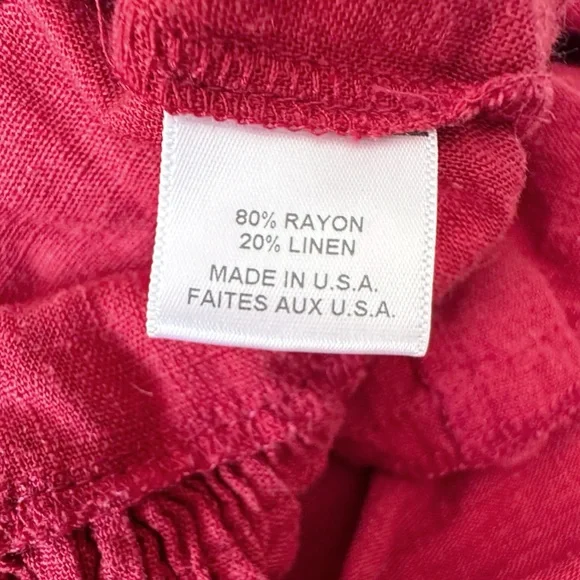 80% RAYON
20% LINEN
MADE IN U.S.A.
FAITES AUX U.S.A.